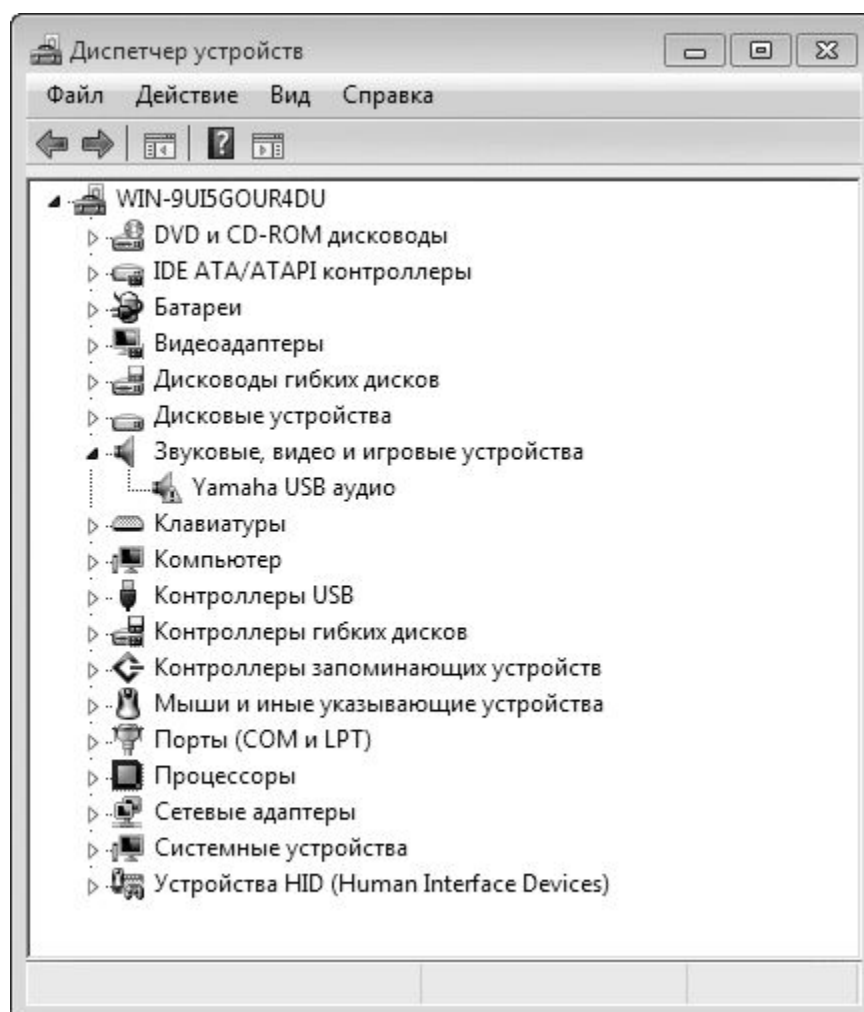 Диспетчер устройств
Файл Действие Вид Справка
WIN-9UI5GOUR4DU
DVD и CD-ROM дисководы
IDE ATA/ATAPI контроллеры
Батареи
Видеоадаптеры
Дисководы гибких дисков
Дисковые устройства
Звуковые, видео и игровые устройства
Yamaha USB аудио
Клавиатуры
Компьютер
Контроллеры USB
Контроллеры гибких дисков
Контроллеры запоминающих устройств
Мыши и иные указывающие устройства
Порты (COM и LPT)
Процессоры
Сетевые адаптеры
Системные устройства
Устройства HID (Human Interface Devices)